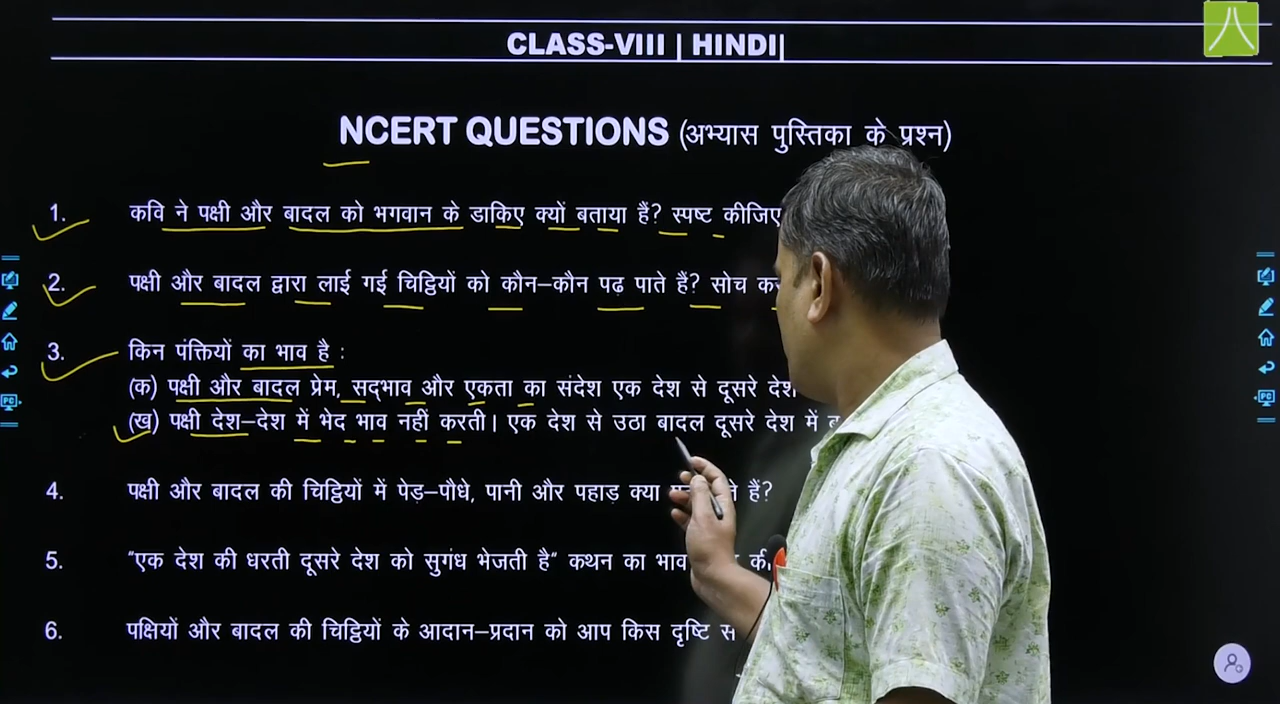 CLASS-VIII | HINDI|
NCERT QUESTIONS (अभ्यास पुस्तिका के प्रश्न)
1. कवि ने पक्षी और बादल को भगवान के डाकिए क्यों बताया हैं? स्पष्ट कीजिए
2. पक्षी और बादल द्वारा लाई गई चिट्ठियों को कौन–कौन पढ़ पाते हैं? सोच
3. किन पंक्तियों का भाव है :
(क) पक्षी और बादल प्रेम, सद्भाव और एकता का संदेश एक देश से दूसरे देश
(ख) पक्षी देश–देश में भेद भाव नहीं करती। एक देश से उठा बादल दूसरे देश में
4. पक्षी और बादल की चिट्ठियों में पेड़–पौधे, पानी और पहाड़ क्या हैं?
5. "एक देश की धरती दूसरे देश को सुगंध भेजती है" कथन का भाव
6. पक्षियों और बादल की चिट्ठियों के आदान–प्रदान को आप किस दृष्टि
PC
PC